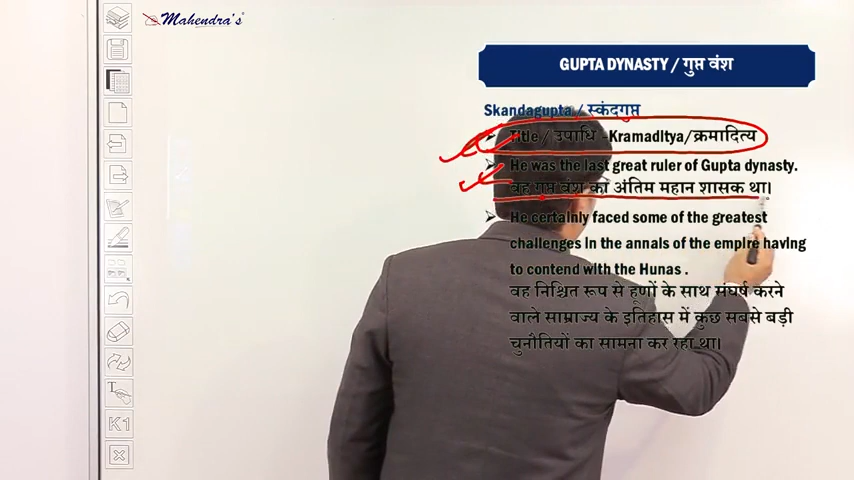 Mahendra's
GUPTA DYNASTY / गुप्त वंश
Skandagupta / स्कंदगुप्त
➤ Title / उपाधि -Kramaditya/क्रमादित्य
➤ He was the last great ruler of Gupta dynasty.
वह गुप्त वंश का अंतिम महान शासक था।
➤ He certainly faced some of the greatest
challenges in the annals of the empire having
to contend with the Hunas .
वह निश्चित रूप से हूणों के साथ संघर्ष करने
वाले साम्राज्य के इतिहास में कुछ सबसे बड़ी
चुनौतियों का सामना कर रहा था।
T
K1